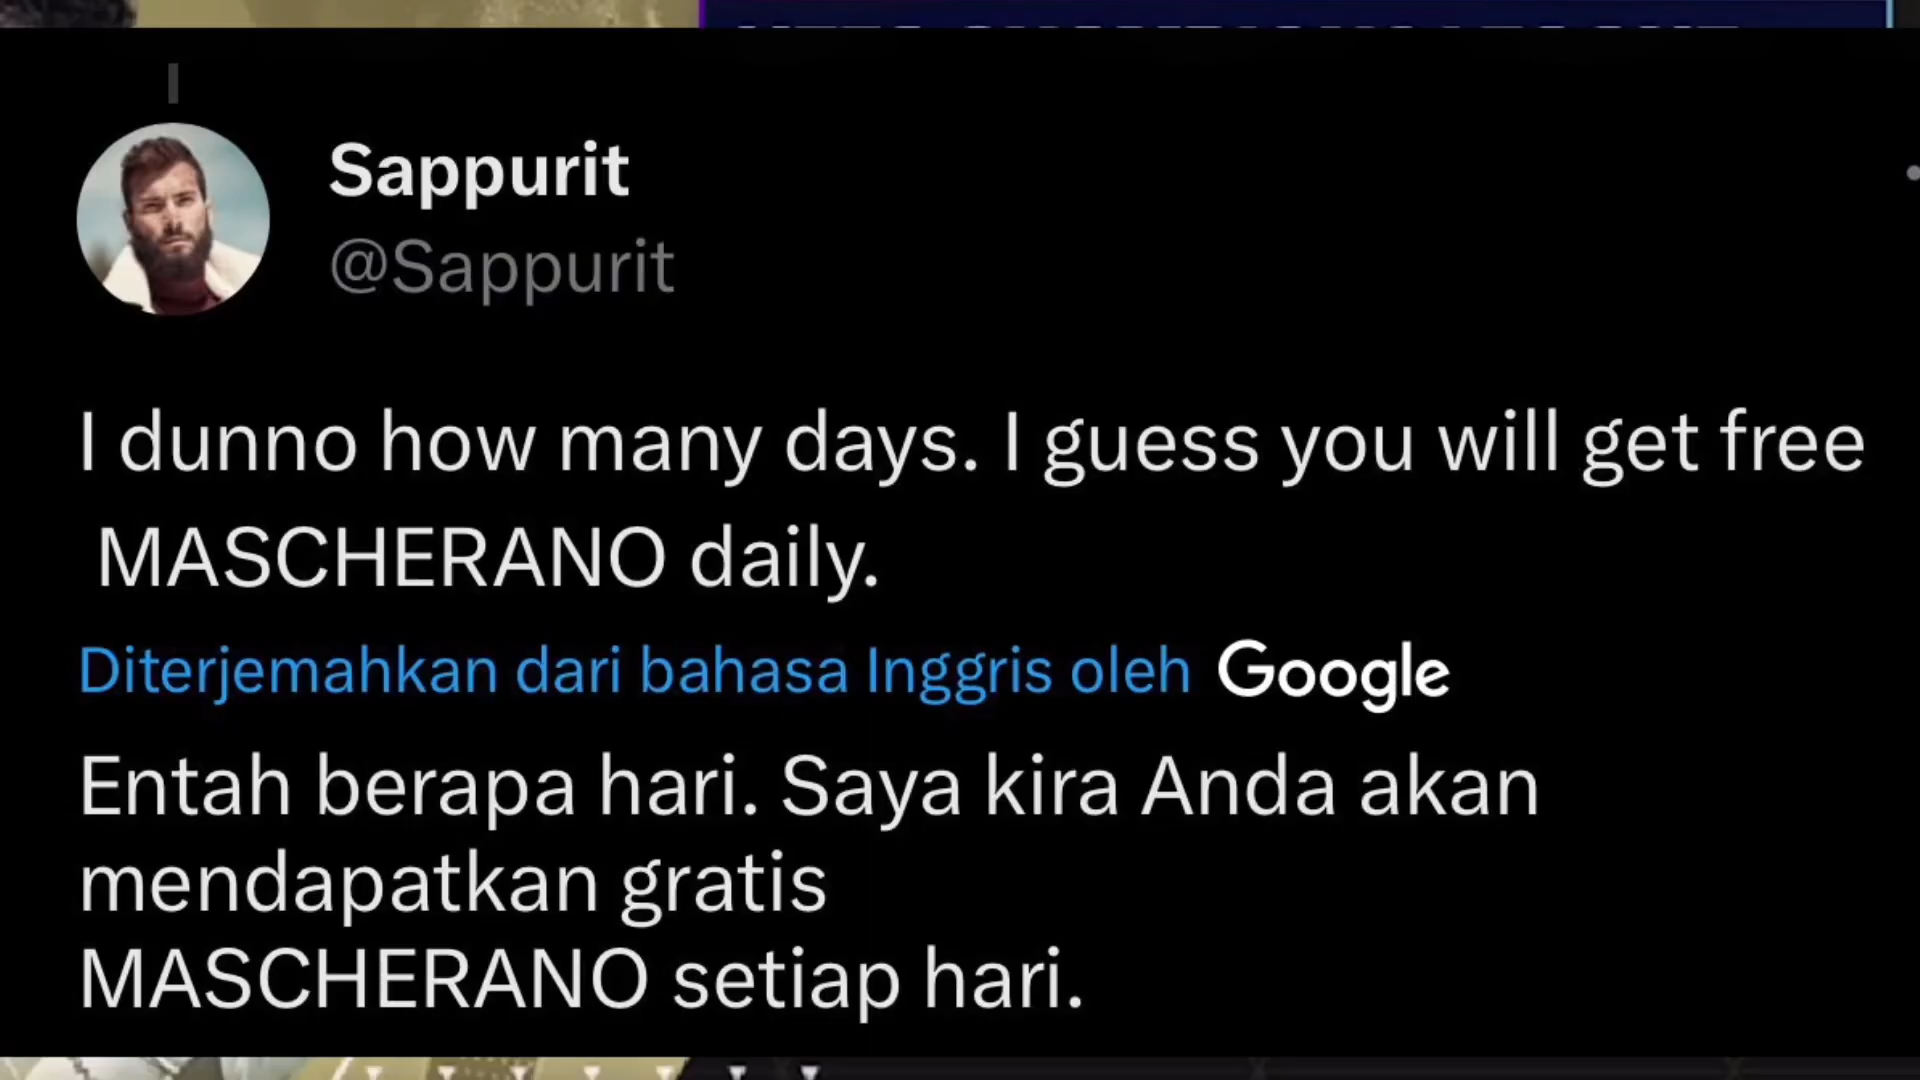 Sappurit
@Sappurit
I dunno how many days. I guess you will get free
MASCHERANO daily.
Diterjemahkan dari bahasa Inggris oleh Google
Entah berapa hari. Saya kira Anda akan
mendapatkan gratis
MASCHERANO setiap hari.